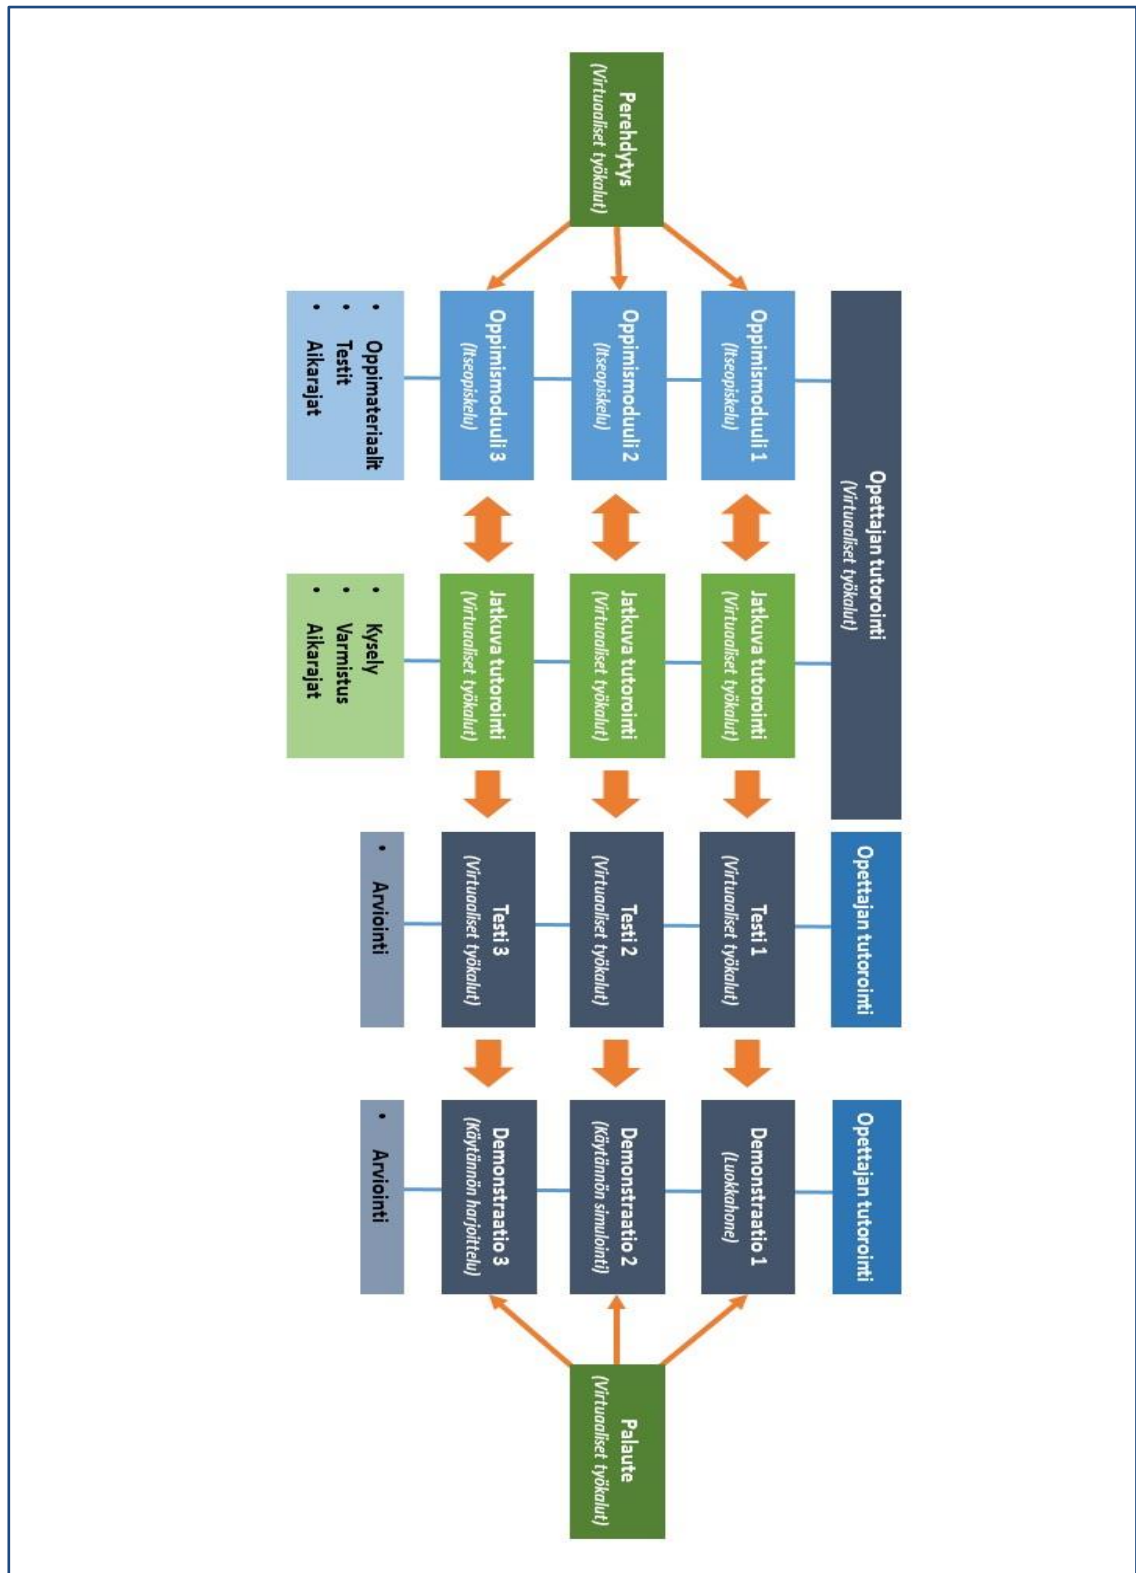 Opettajan tutorointi
(Virtuaaliset työkalut)
Opettajan tutorointi
Opettajan tutorointi
Oppimismoduuli 1
(Itseopiskelu)
Jatkuva tutorointi
(Virtuaaliset työkalut)
Testi 1
(Virtuaaliset työkalut)
Demonstraatio 1
(Luokkahone)
Perehdytys
(Virtuaaliset työkalut)
Oppimismoduuli 2
(Itseopiskelu)
Jatkuva tutorointi
(Virtuaaliset työkalut)
Testi 2
(Virtuaaliset työkalut)
Demonstraatio 2
(Käytännön simulointi)
Palaute
(Virtuaaliset työkalut)
Oppimismoduuli 3
(Itseopiskelu)
Jatkuva tutorointi
(Virtuaaliset työkalut)
Testi 3
(Virtuaaliset työkalut)
Demonstraatio 3
(Käytännön harjoittelu)
• Oppimateriaalit
• Testit
• Aikarajat
• Kysely
• Varmistus
• Aikarajat
• Arviointi
• Arviointi